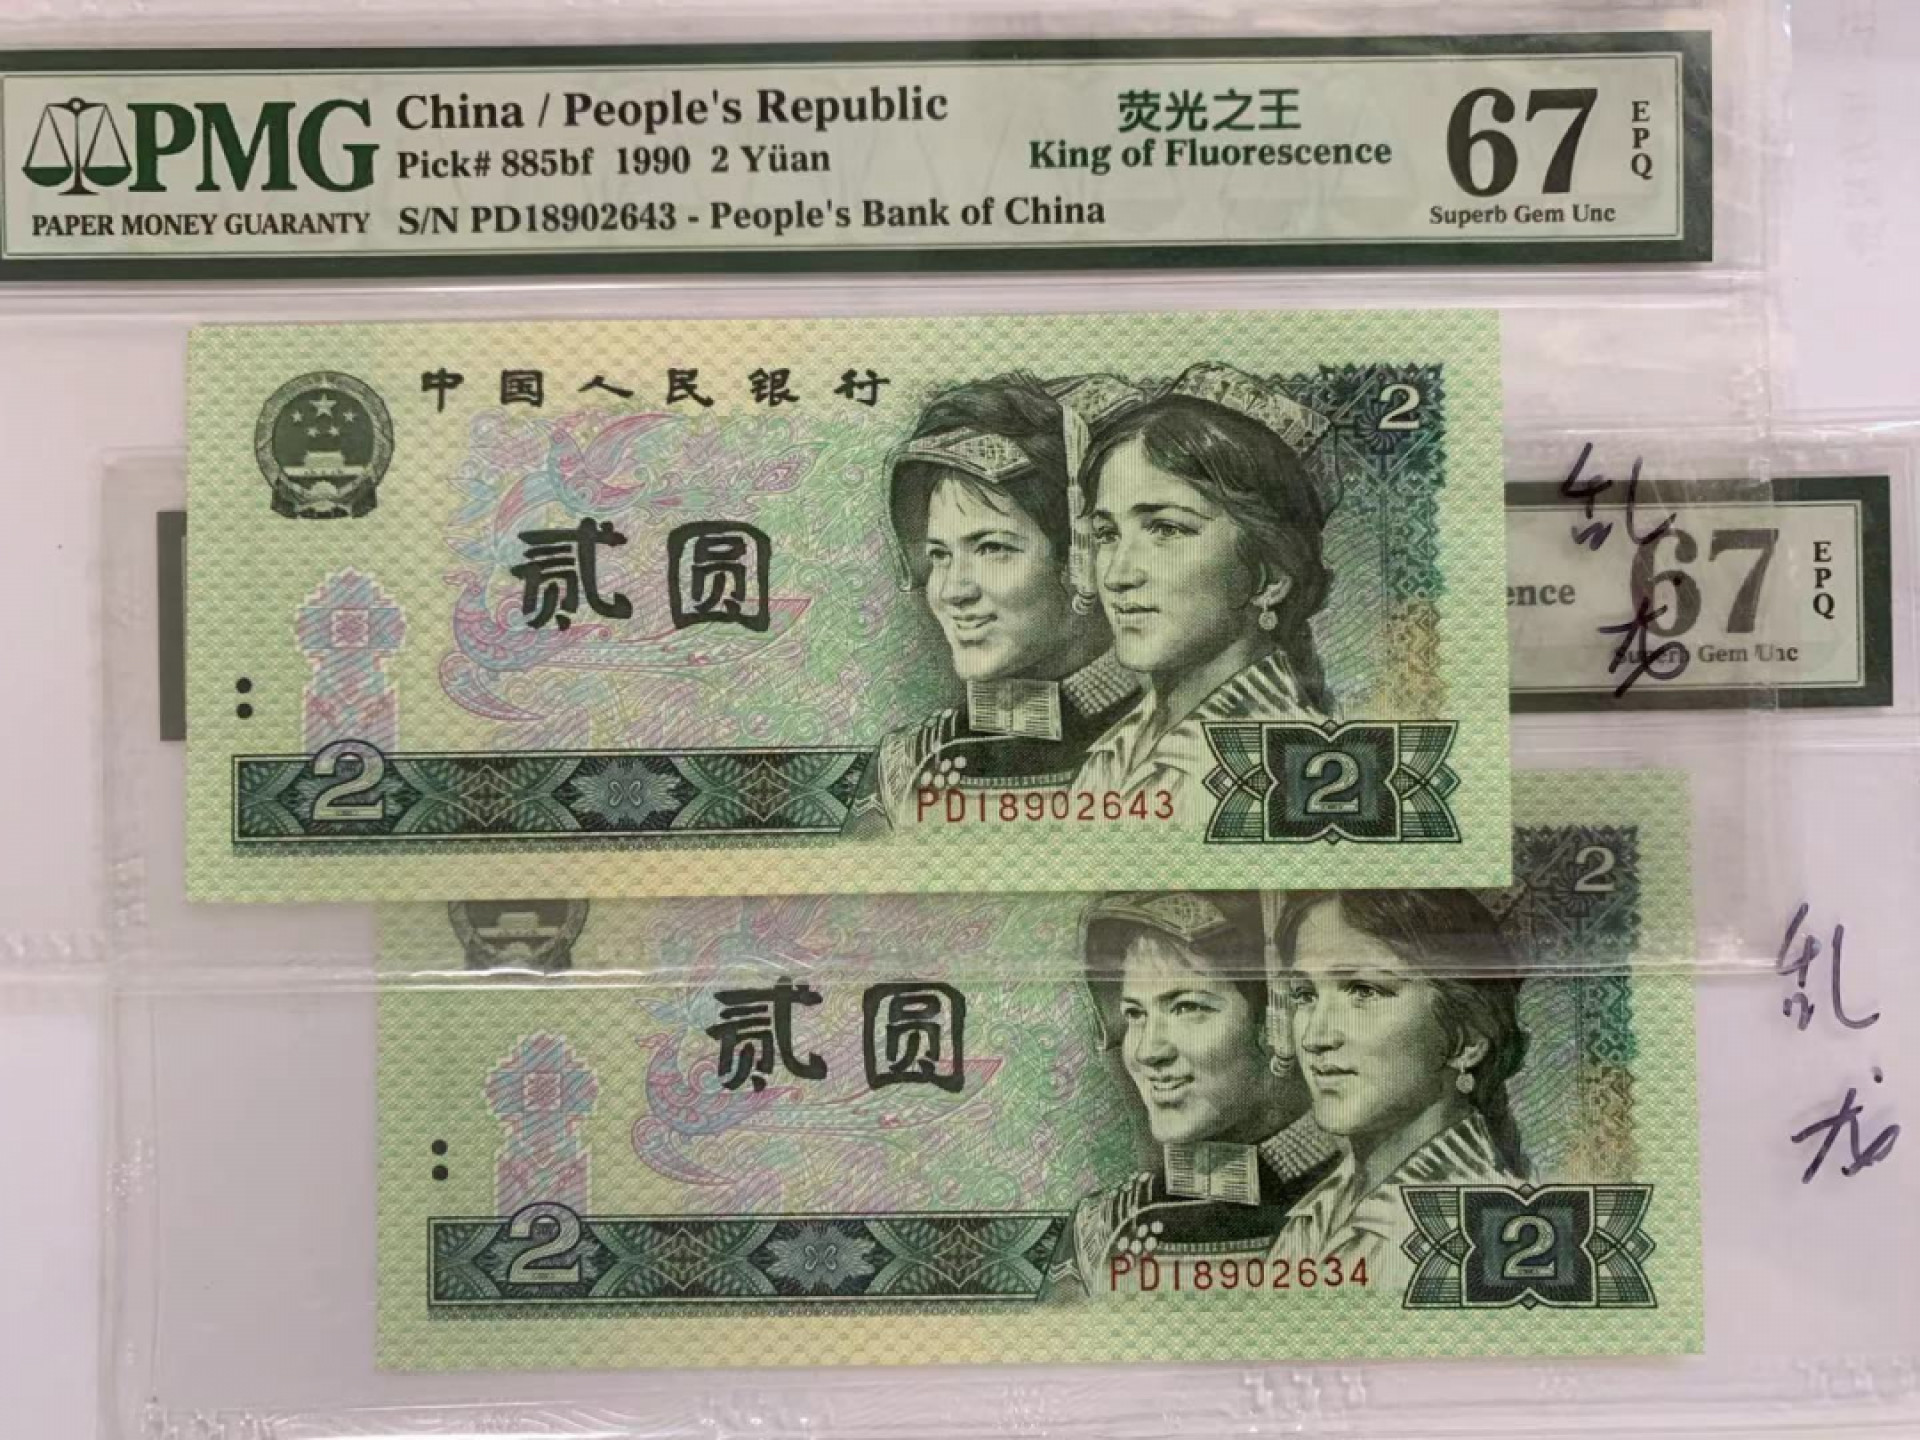 PMG
PAPER MONEY GUARANTY
China / People's Republic
Pick# 885bf 1990 2 Yüan
S/N PD18902643 - People's Bank of China
荧光之王
King of Fluorescence
67
EPQ
Superb Gem Unc
中国人民银行
2
贰圆
2
PD18902643
2
乱
龙
ence
67
EPQ
Superb Gem Unc
2
贰圆
2
PD18902634
2
乱
龙